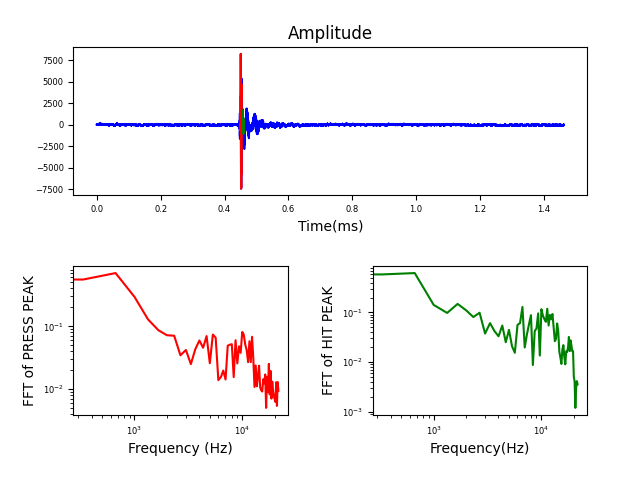 Amplitude
7500
5000
2500
0
−2500
−5000
−7500
0.0 0.2 0.4 0.6 0.8 1.0 1.2 1.4
Time(ms)
FFT of PRESS PEAK
10⁻¹
10⁻²
10³ 10⁴
Frequency (Hz)
FFT of HIT PEAK
10⁻¹
10⁻²
10⁻³
10³ 10⁴
Frequency(Hz)